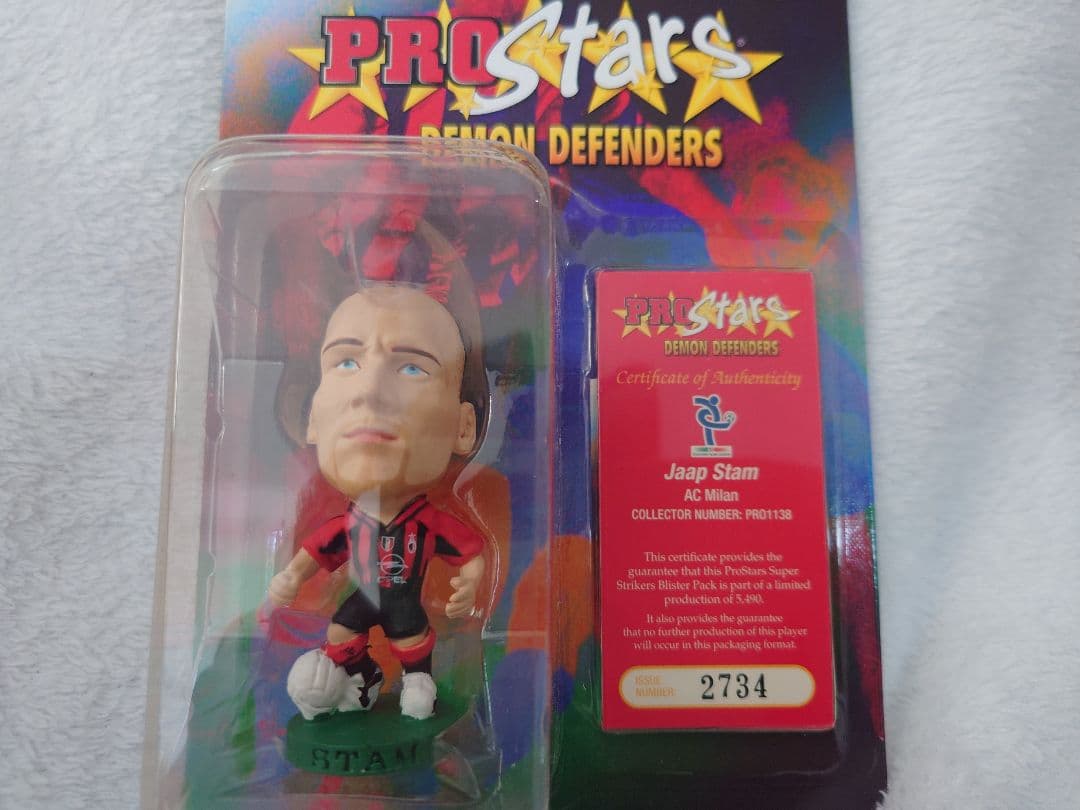 PROStars
DEMON DEFENDERS
OPEL
STAM
PROStars
DEMON DEFENDERS
Certificate of Authenticity
Jaap Stam
AC Milan
COLLECTOR NUMBER: PRO1138
This certificate provides the
guarantee that this ProStars Super
Strikers Blister Pack is part of a limited
production of 5,490.
It also provides the guarantee
that no further production of this player
will occur in this packaging format.
ISSUE
NUMBER: 2734